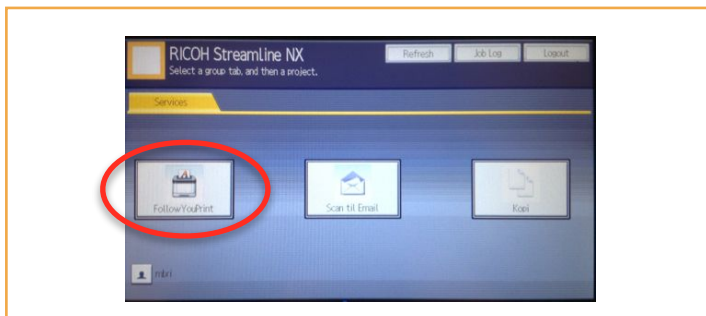 RICOH Streamline NX
Select a group tab, and then a project.
Refresh
Job Log
Logout
Services
FollowYouPrint
Scan til Email
Kopi
mbri